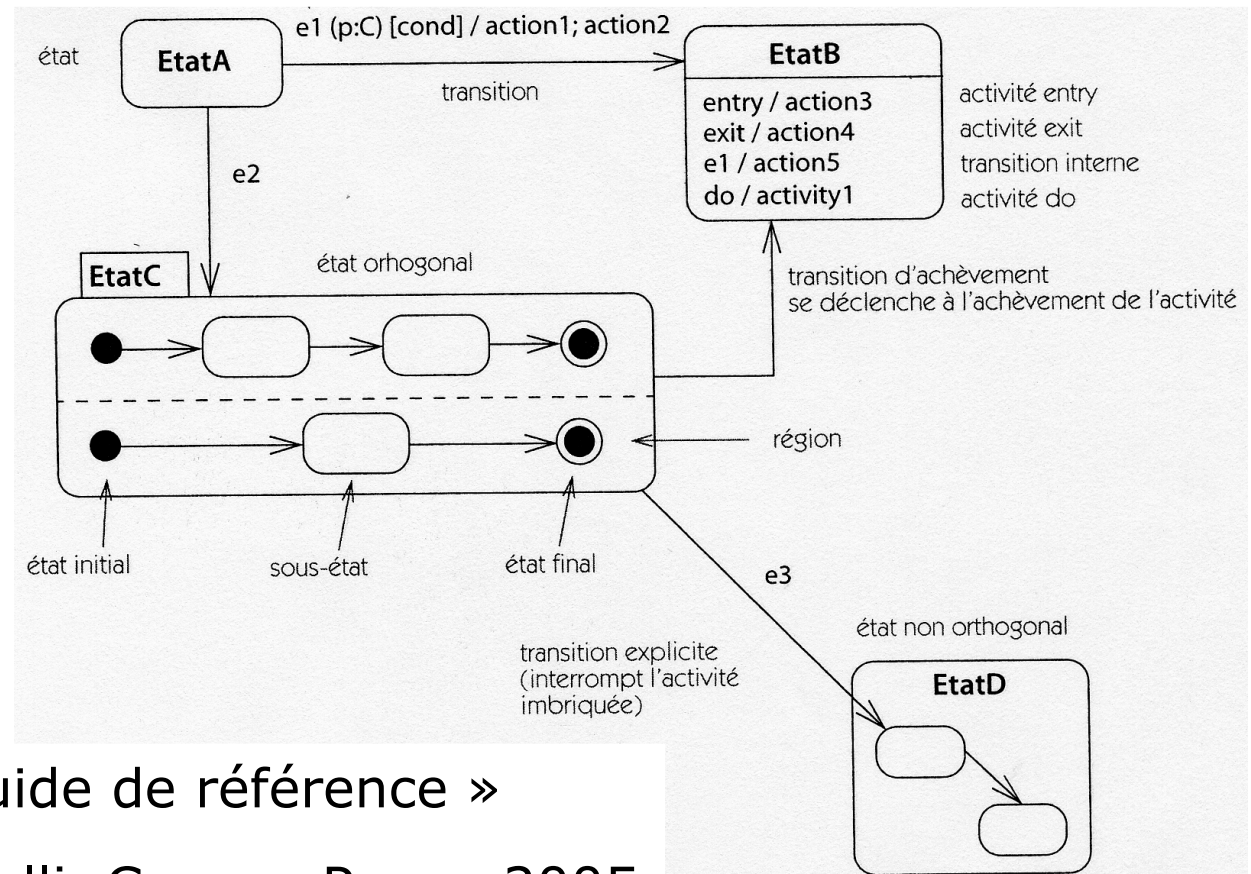 e1 (p:C) [cond] / action1; action2
état
EtatA
transition
EtatB
entry / action3
exit / action4
e1 / action5
do / activity1
activité entry
activité exit
transition interne
activité do
e2
EtatC
état orhogonal
transition d'achèvement
se déclenche à l'achèvement de l'activité
région
état initial
sous-état
état final
e3
transition explicite
(interrompt l'activité
imbriquée)
état non orthogonal
EtatD
de référence »
2005